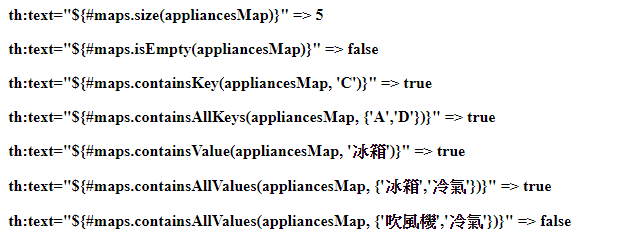 th:text="${#maps.size(appliancesMap)}" => 5
th:text="${#maps.isEmpty(appliancesMap)}" => false
th:text="${#maps.containsKey(appliancesMap, 'C')}" => true
th:text="${#maps.containsAllKeys(appliancesMap, {'A','D'})}" => true
th:text="${#maps.containsValue(appliancesMap, '冰箱')}" => true
th:text="${#maps.containsAllValues(appliancesMap, {'冰箱','冷氣'})}" => true
th:text="${#maps.containsAllValues(appliancesMap, {'吹風機','冷氣'})}" => false